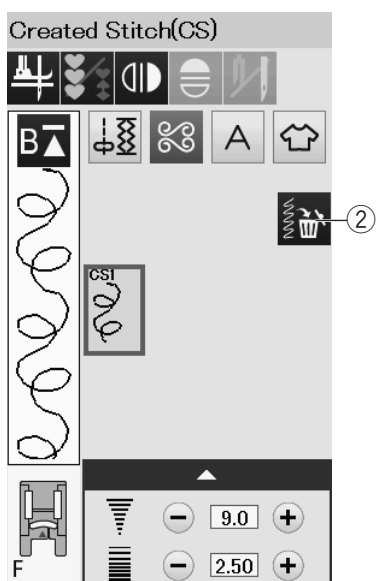 Created Stitch(CS)
B
A
②
CS1
F
− 9.0 +
− 2.50 +